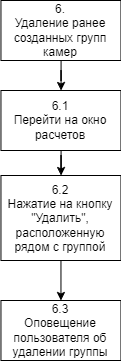 6.
Удаление ранее
созданных групп
камер
6.1
Перейти на окно
расчетов
6.2
Нажатие на кнопку
"Удалить",
расположенную
рядом с группой
6.3
Оповещение
пользователя об
удалении группы